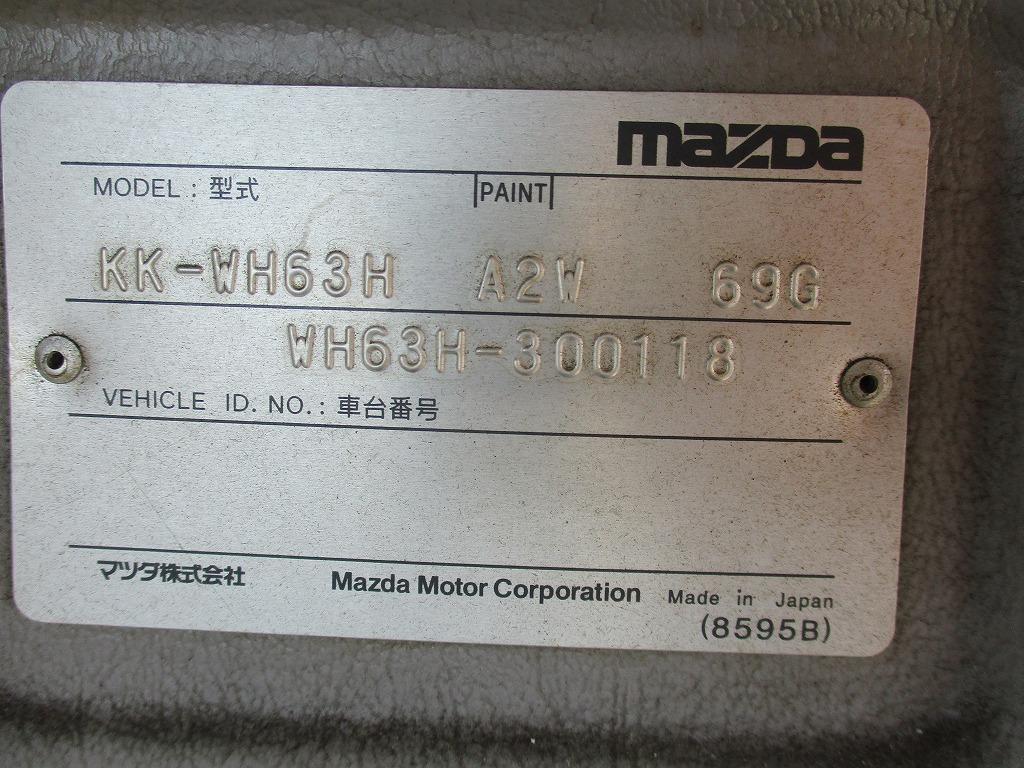 mazda
MODEL : 型式 PAINT
KK-WH63H A2W 69G
WH63H-300118
VEHICLE ID. NO. : 車台番号
マツダ株式会社 Mazda Motor Corporation Made in Japan
(8595B)